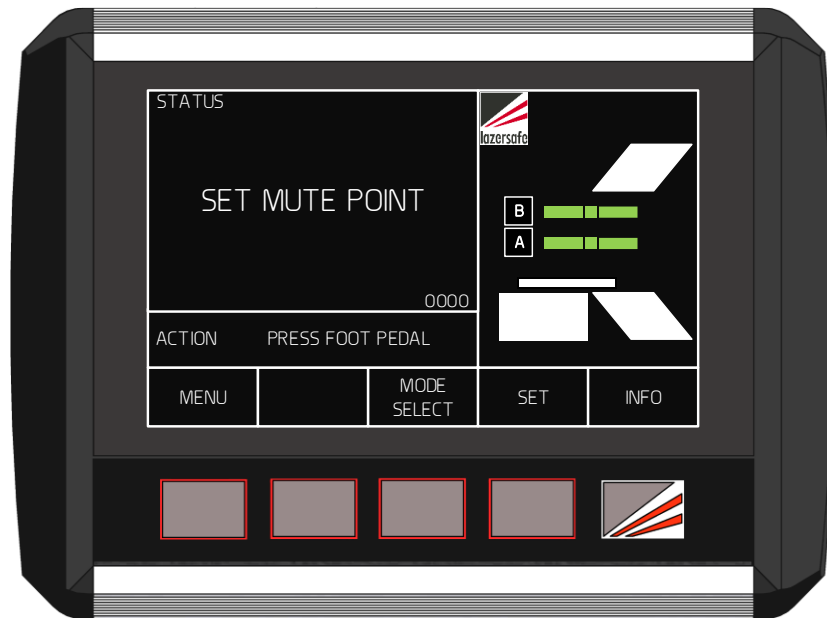 STATUS
lazersafe
SET MUTE POINT
B
A
0000
ACTION PRESS FOOT PEDAL
MENU
MODE
SELECT
SET
INFO